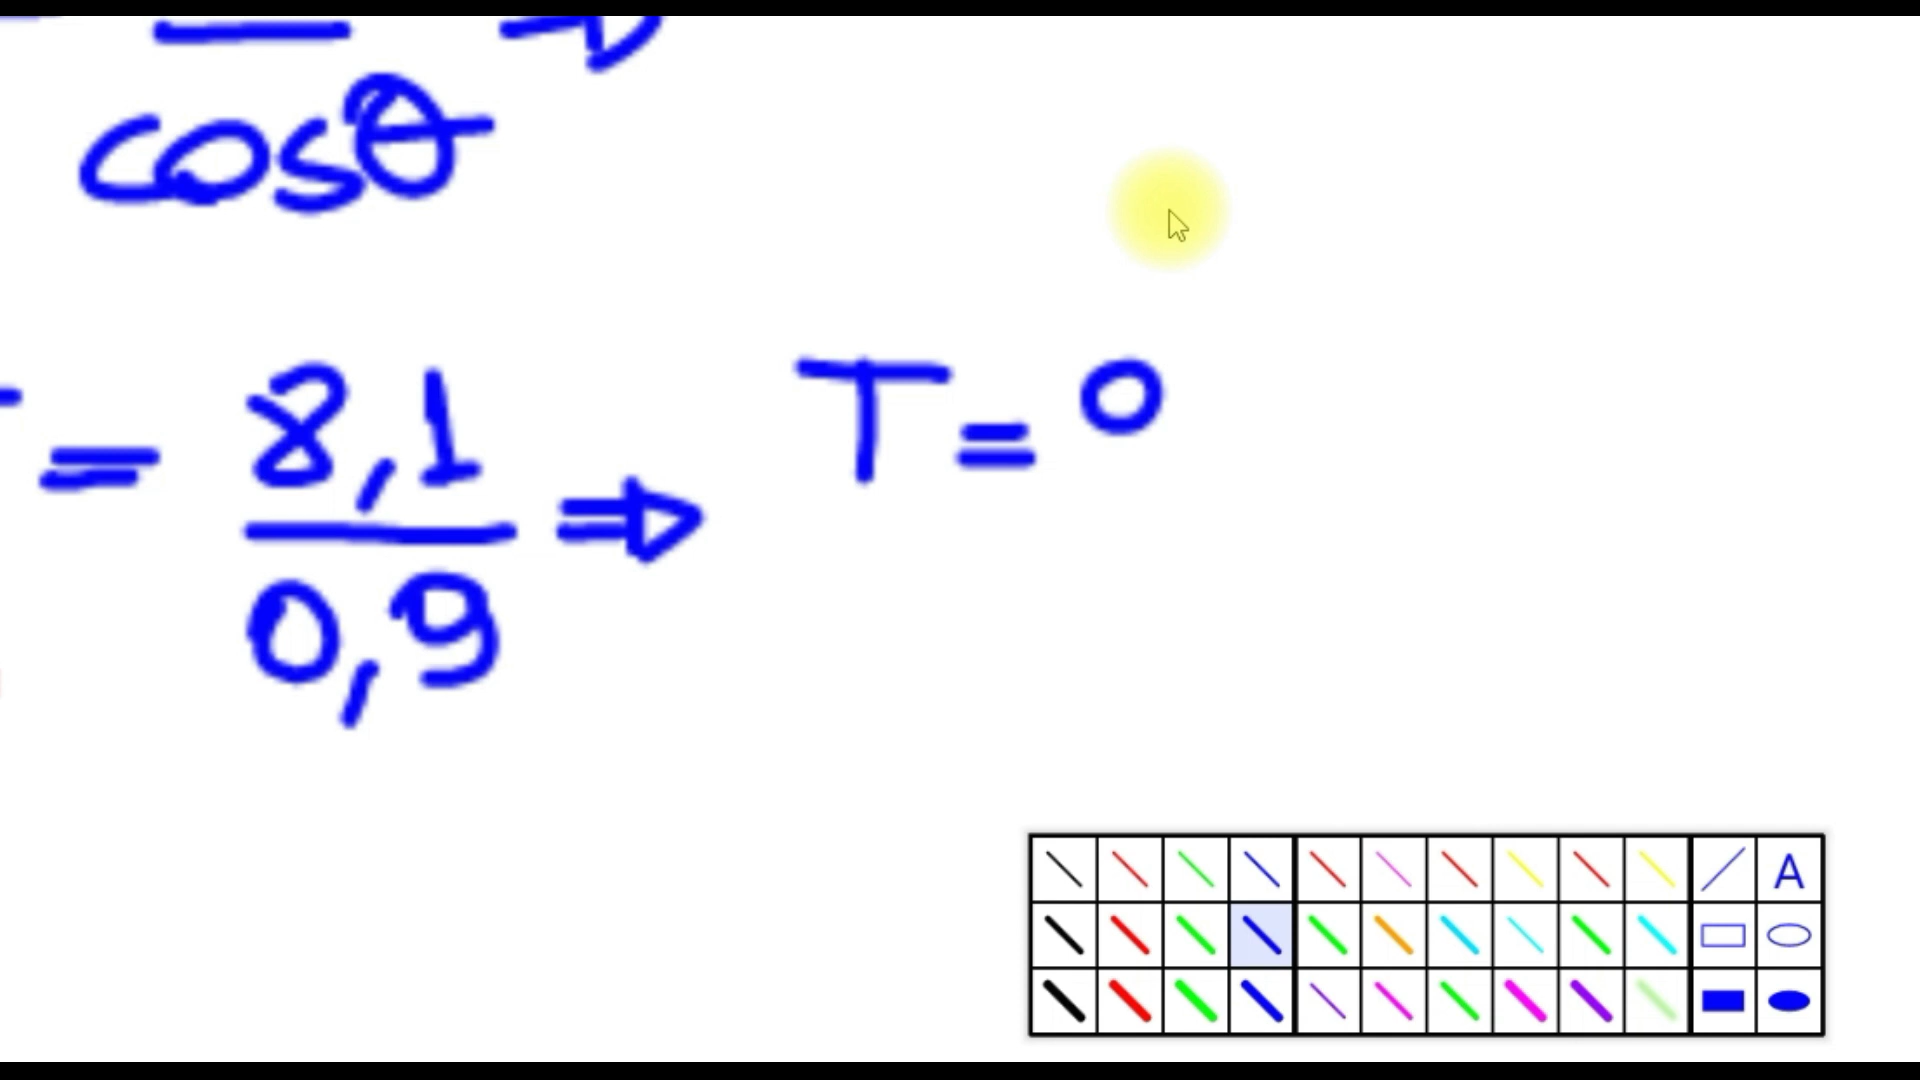 cosθ
= 8,1 / 0,9 ⇒ T = 0
A